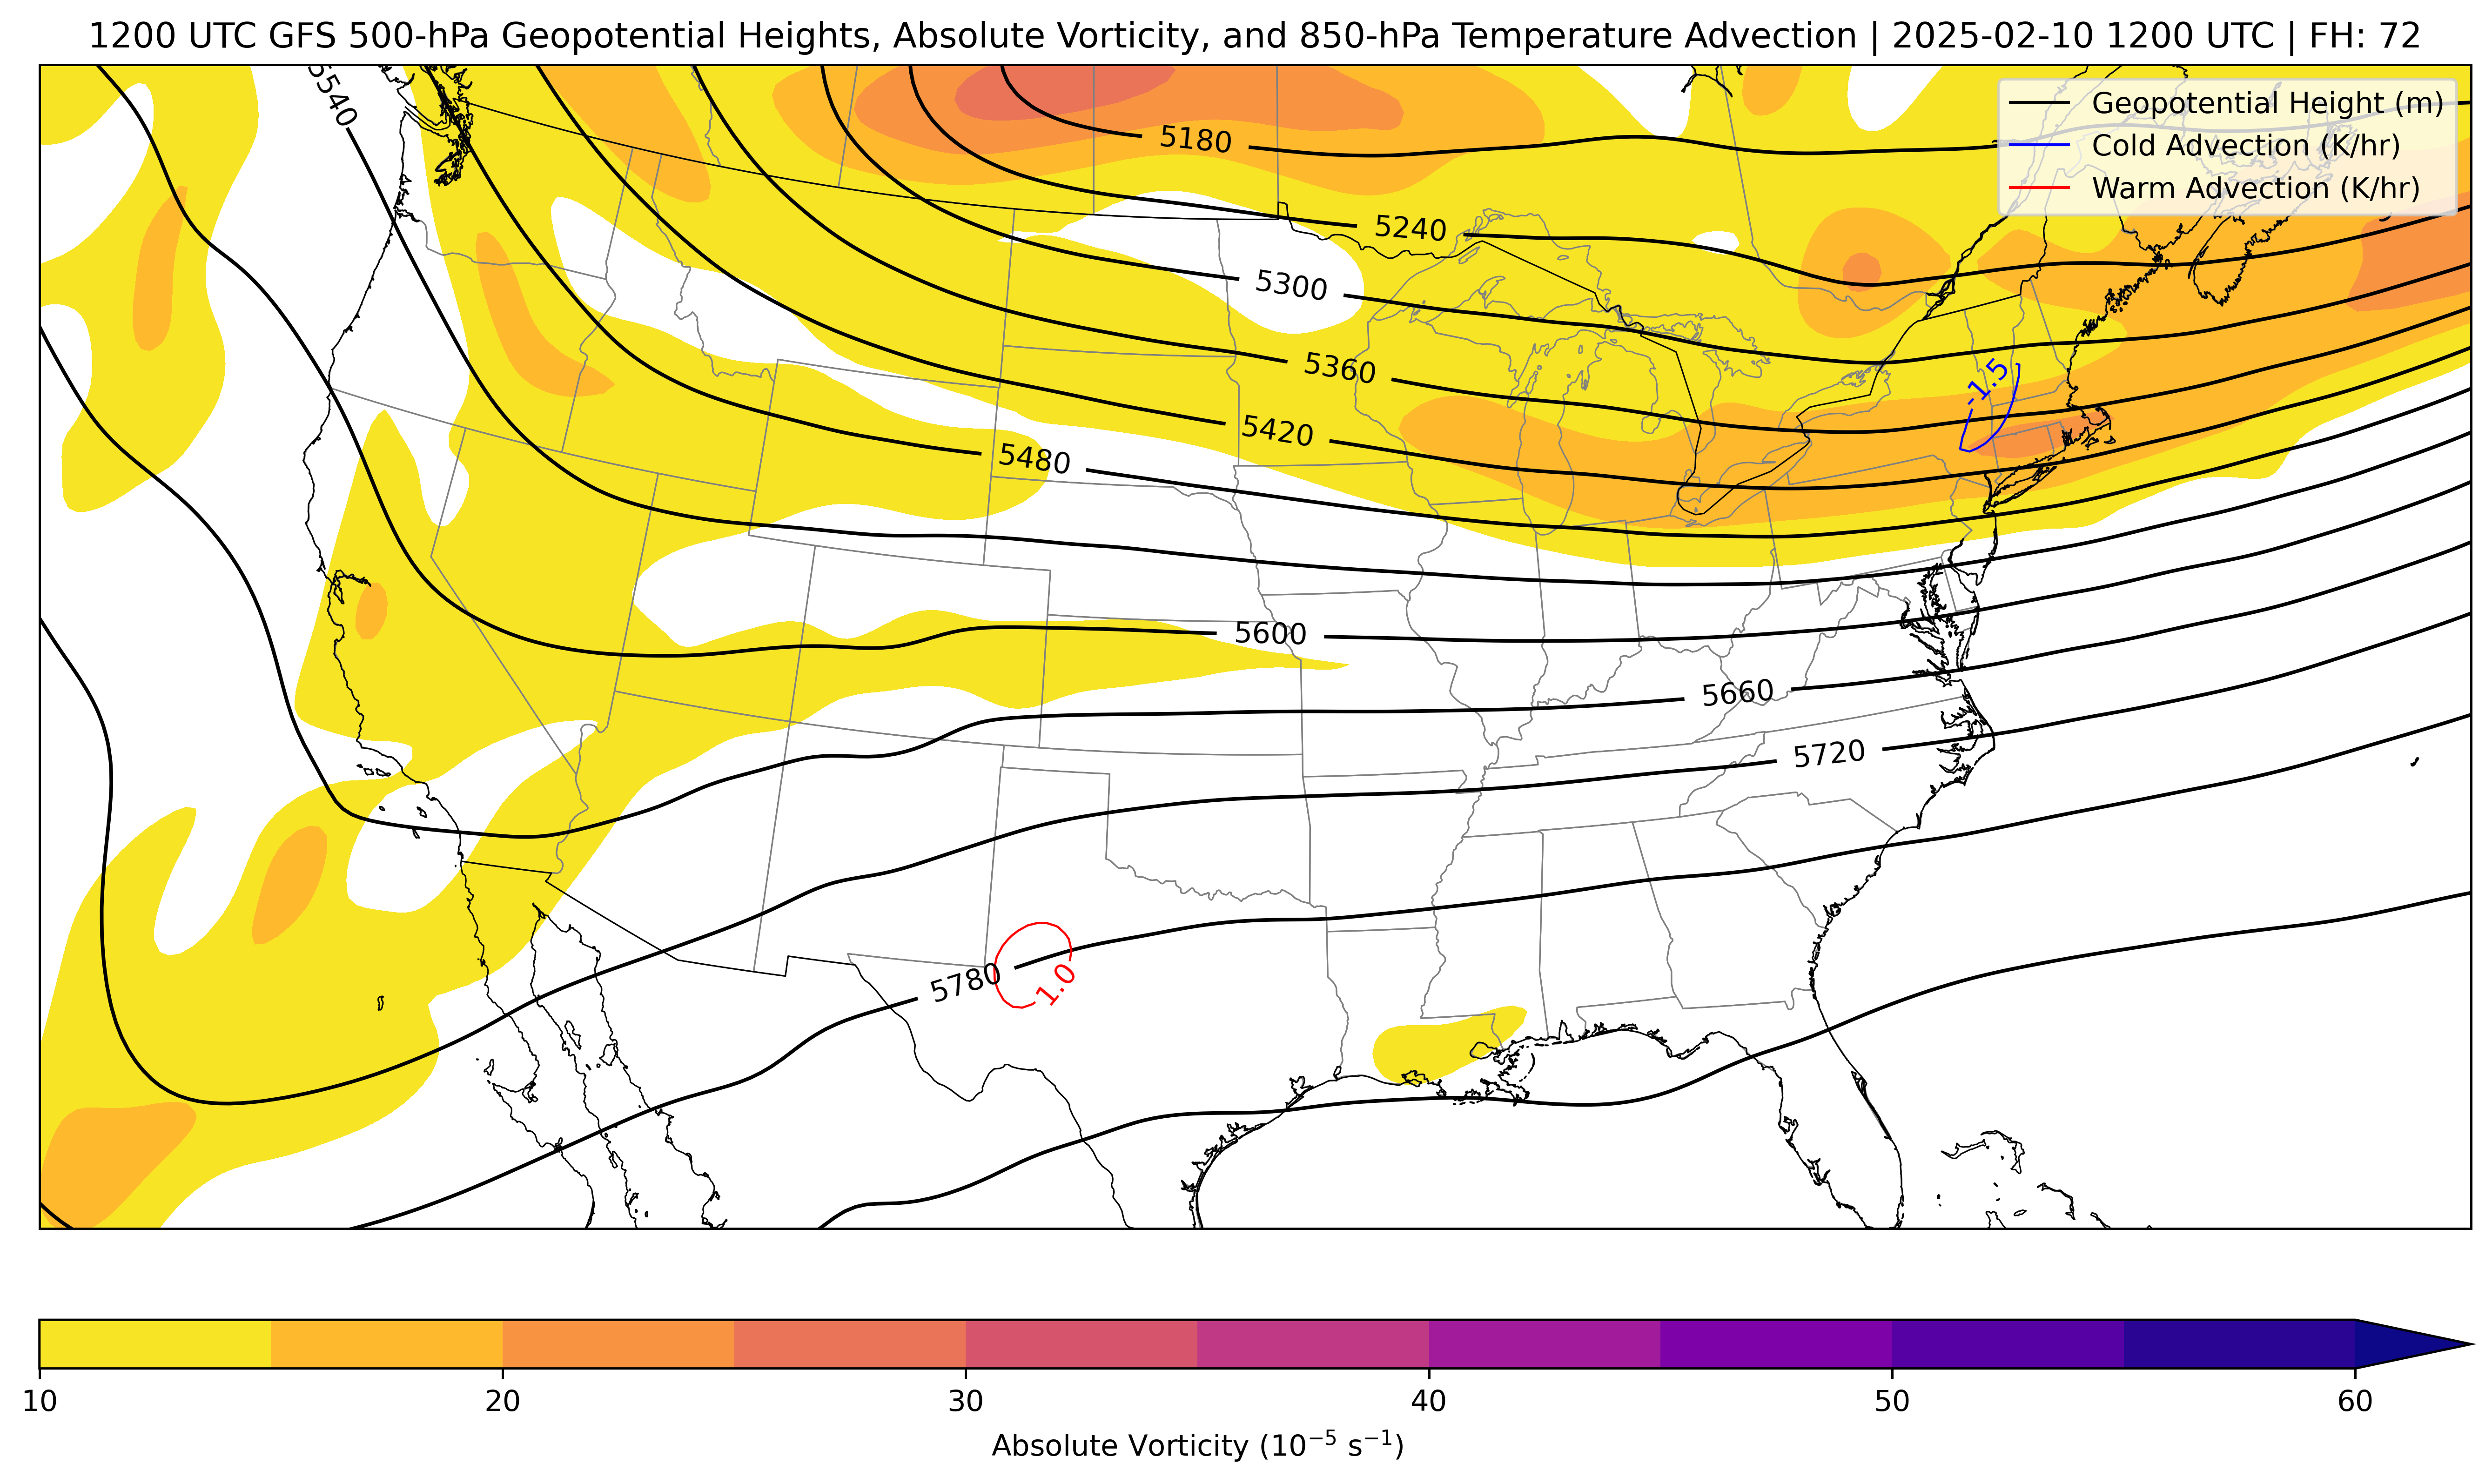 1200 UTC GFS 500-hPa Geopotential Heights, Absolute Vorticity, and 850-hPa Temperature Advection | 2025-02-10 1200 UTC | FH: 72
Geopotential Height (m)
Cold Advection (K/hr)
Warm Advection (K/hr)
5540
5180
5240
5300
5360
-1.5
5420
5480
5600
5660
5720
5780
1.0
10 20 30 40 50 60
Absolute Vorticity (10⁻⁵ s⁻¹)